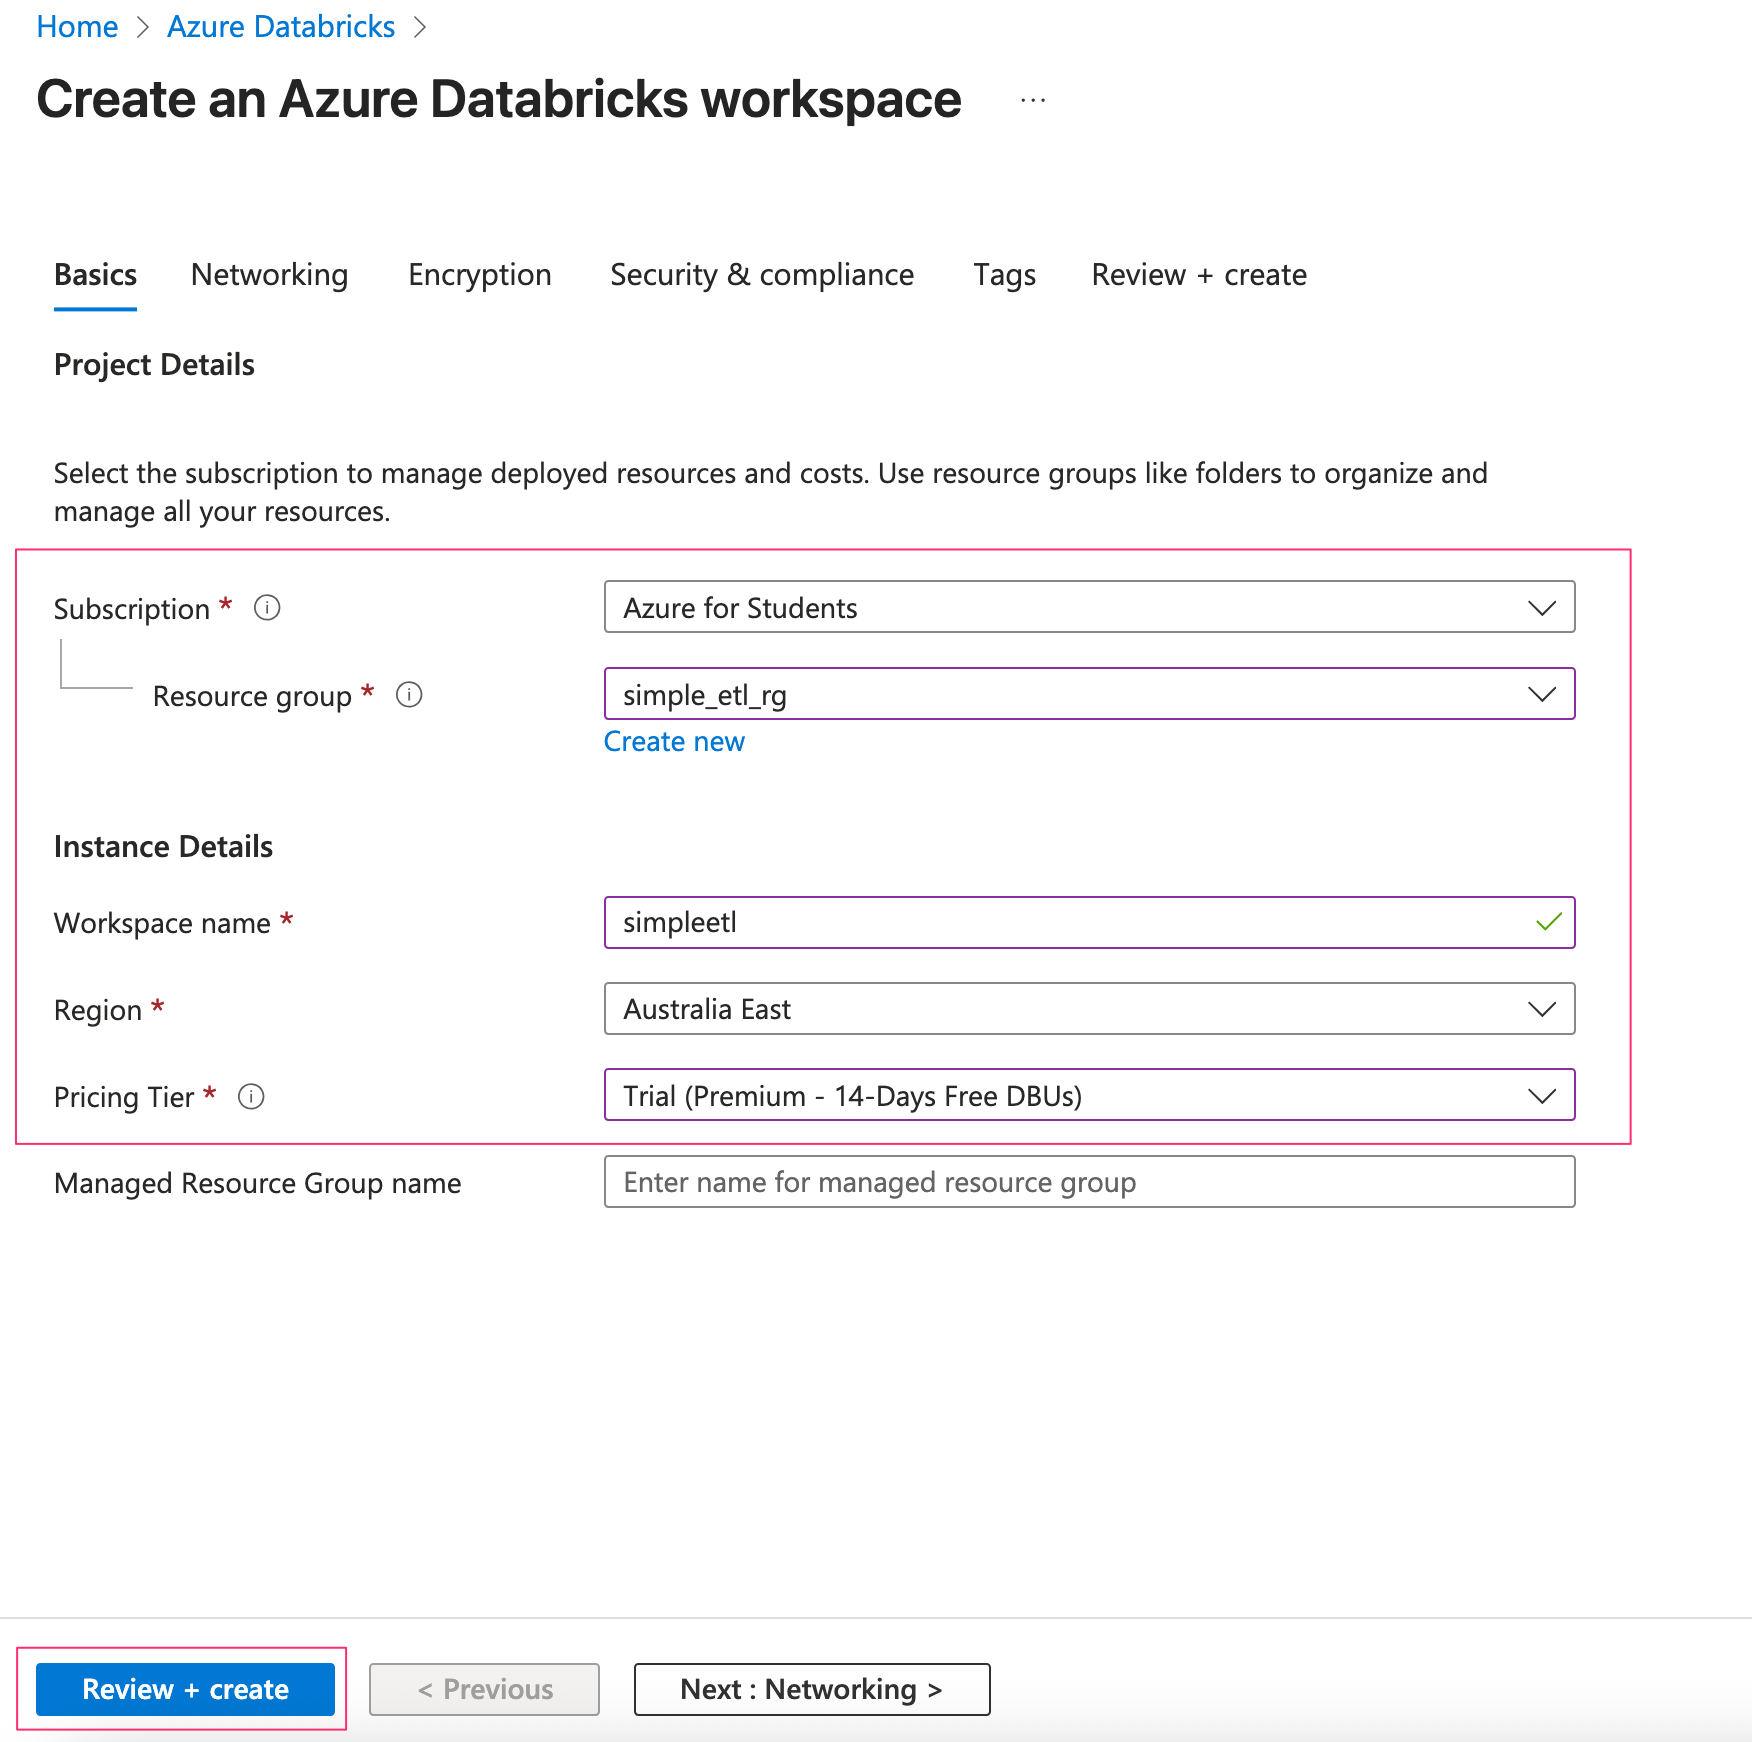 Home > Azure Databricks >
Create an Azure Databricks workspace ...
Basics Networking Encryption Security & compliance Tags Review + create
Project Details
Select the subscription to manage deployed resources and costs. Use resource groups like folders to organize and
manage all your resources.
Subscription * Azure for Students
Resource group * simple_etl_rg
Create new
Instance Details
Workspace name * simpleetl
Region * Australia East
Pricing Tier * Trial (Premium - 14-Days Free DBUs)
Managed Resource Group name Enter name for managed resource group
Review + create < Previous Next : Networking >